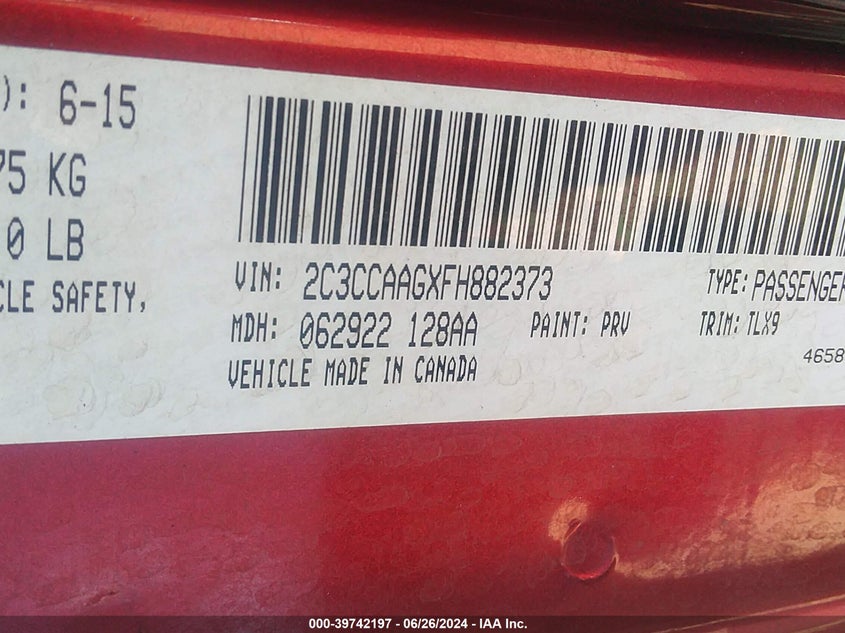 ): 6-15
75 KG
0 LB
CLE SAFETY,
VIN: 2C3CCAAGXFH882373
TYPE: PASSENGER
MDH: 062922 128AA
PAINT: PRV
TRIM: TLX9
VEHICLE MADE IN CANADA
4658
000-39742197 - 06/26/2024 - IAA Inc.